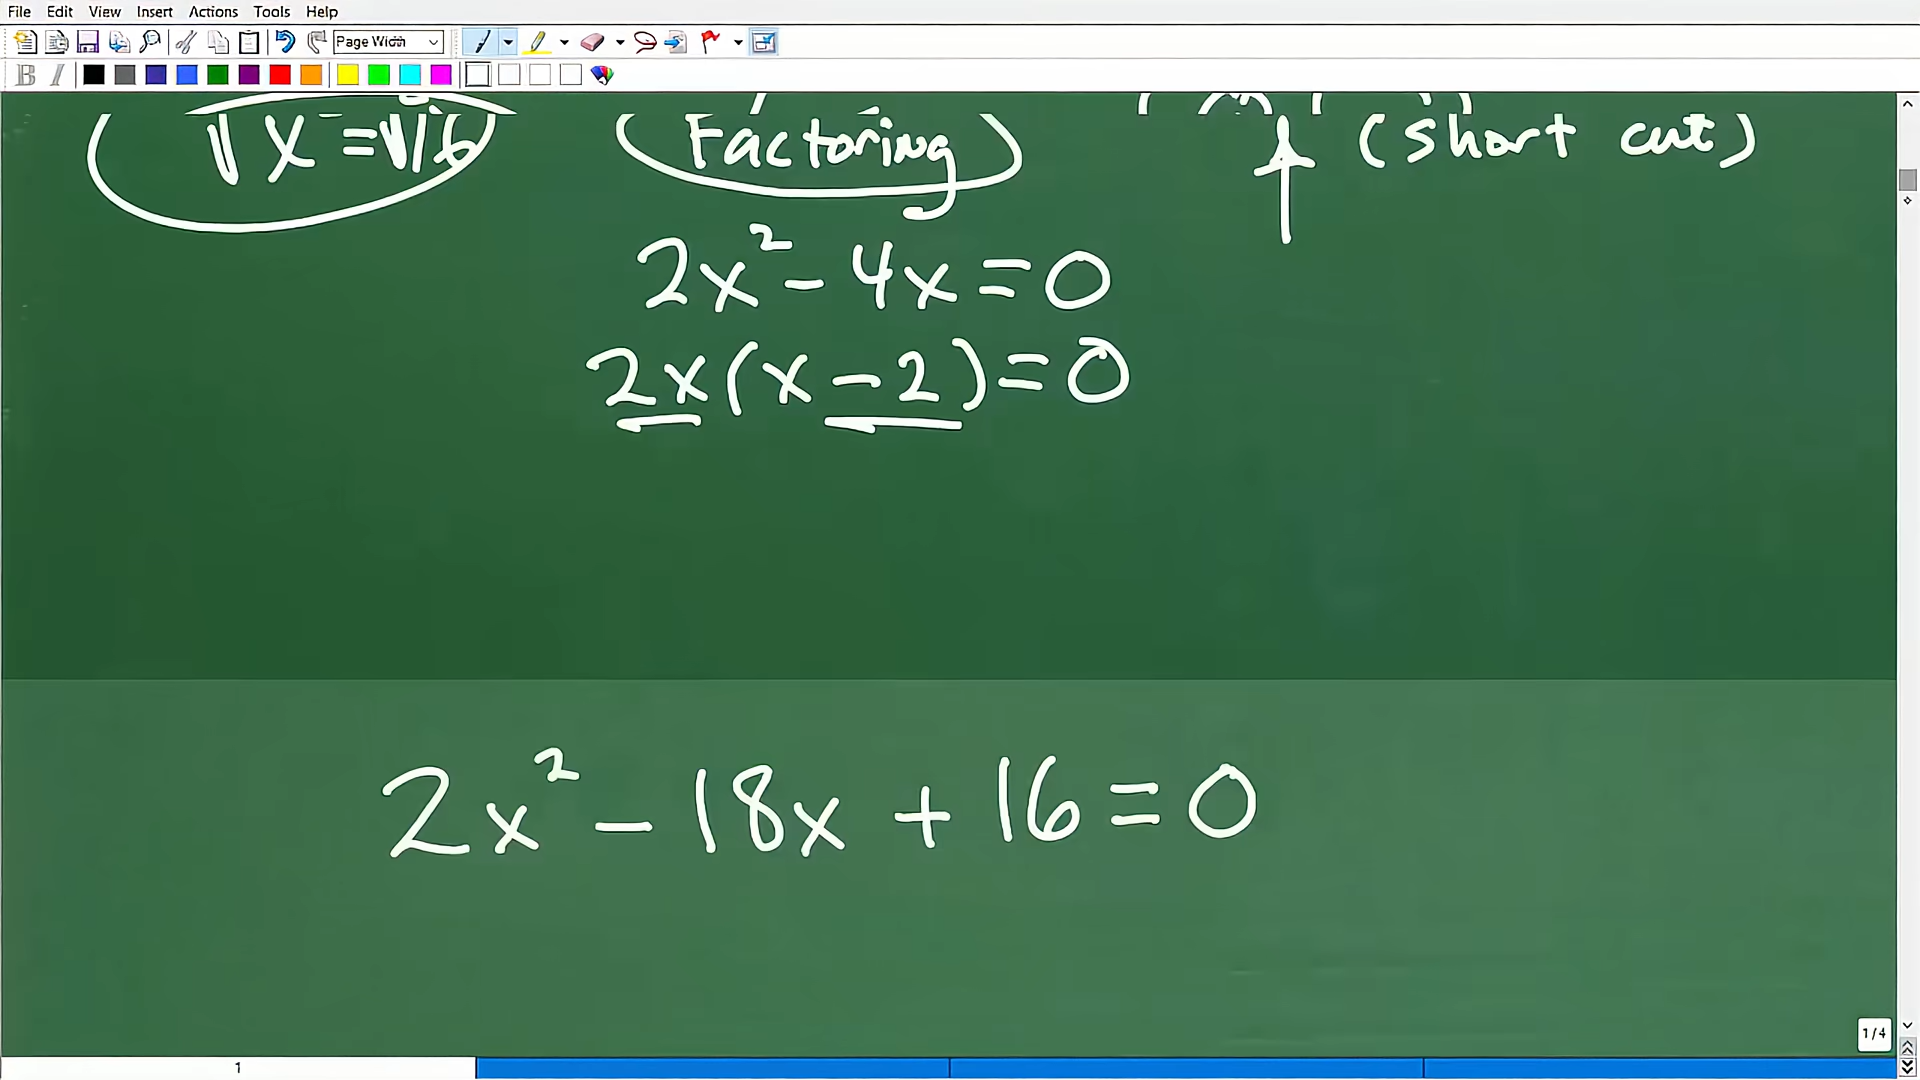 File Edit View Insert Actions Tools Help
Page Width
B I
√x = √16
Factoring
(short cut)
2x² - 4x = 0
2x(x - 2) = 0
2x² - 18x + 16 = 0
1/4
1